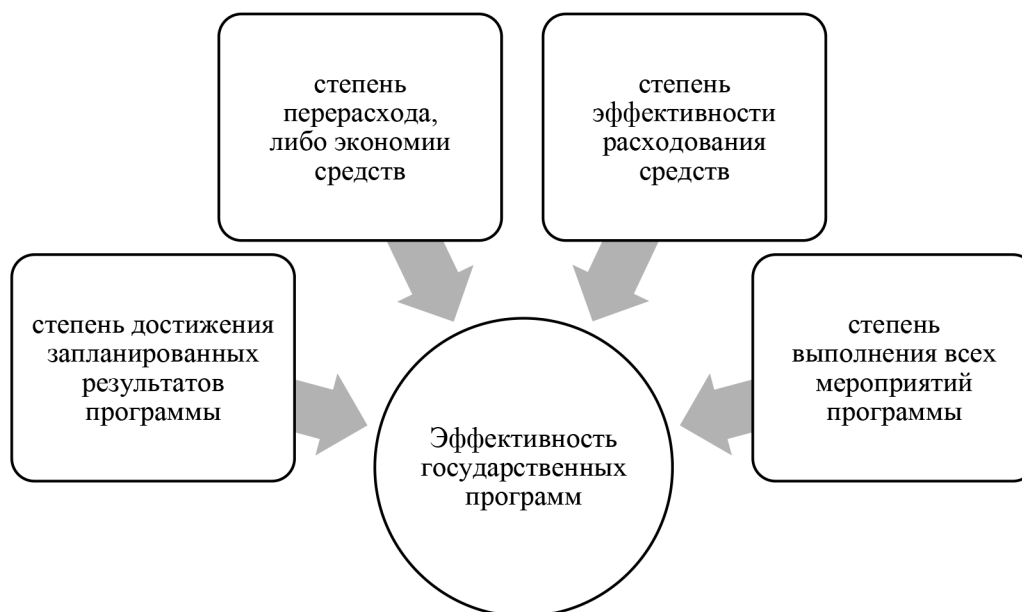 степень
перерасхода,
либо экономии
средств
степень
эффективности
расходования
средств
степень достижения
запланированных
результатов
программы
степень
выполнения всех
мероприятий
программы
Эффективность
государственных
программ